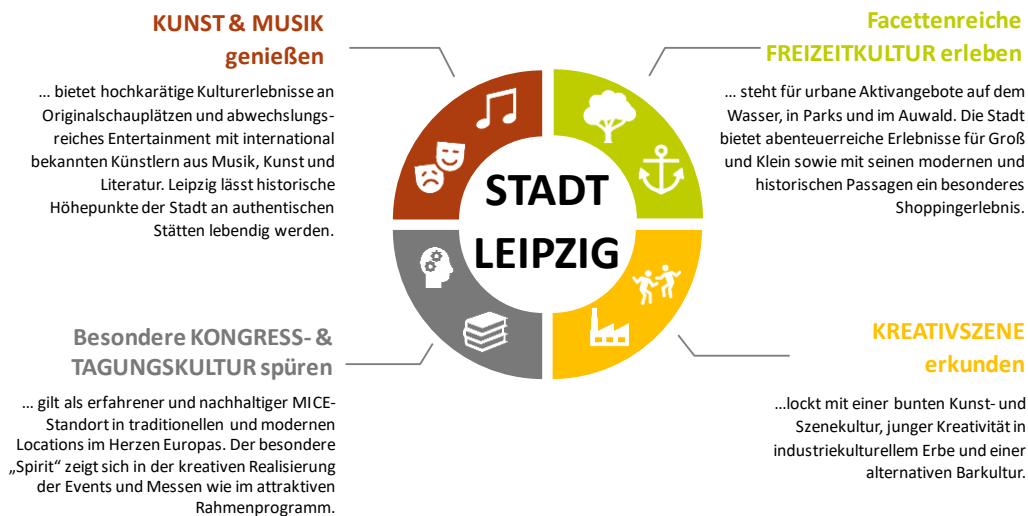 KUNST & MUSIK
genießen
... bietet hochkarätige Kulturerlebnisse an
Originalschauplätzen und abwechslungs-
reiches Entertainment mit international
bekannten Künstlern aus Musik, Kunst und
Literatur. Leipzig lässt historische
Höhepunkte der Stadt an authentischen
Stätten lebendig werden.
Facettenreiche
FREIZEITKULTUR erleben
... steht für urbane Aktivangebote auf dem
Wasser, in Parks und im Auwald. Die Stadt
bietet abenteuerreiche Erlebnisse für Groß
und Klein sowie mit seinen modernen und
historischen Passagen ein besonderes
Shoppingerlebnis.
STADT
LEIPZIG
Besondere KONGRESS- &
TAGUNGSKULTUR spüren
... gilt als erfahrener und nachhaltiger MICE-
Standort in traditionellen und modernen
Locations im Herzen Europas. Der besondere
„Spirit“ zeigt sich in der kreativen Realisierung
der Events und Messen wie im attraktiven
Rahmenprogramm.
KREATIVSZENE
erkunden
...lockt mit einer bunten Kunst- und
Szenekultur, junger Kreativität in
industriekulturellem Erbe und einer
alternativen Barkultur.